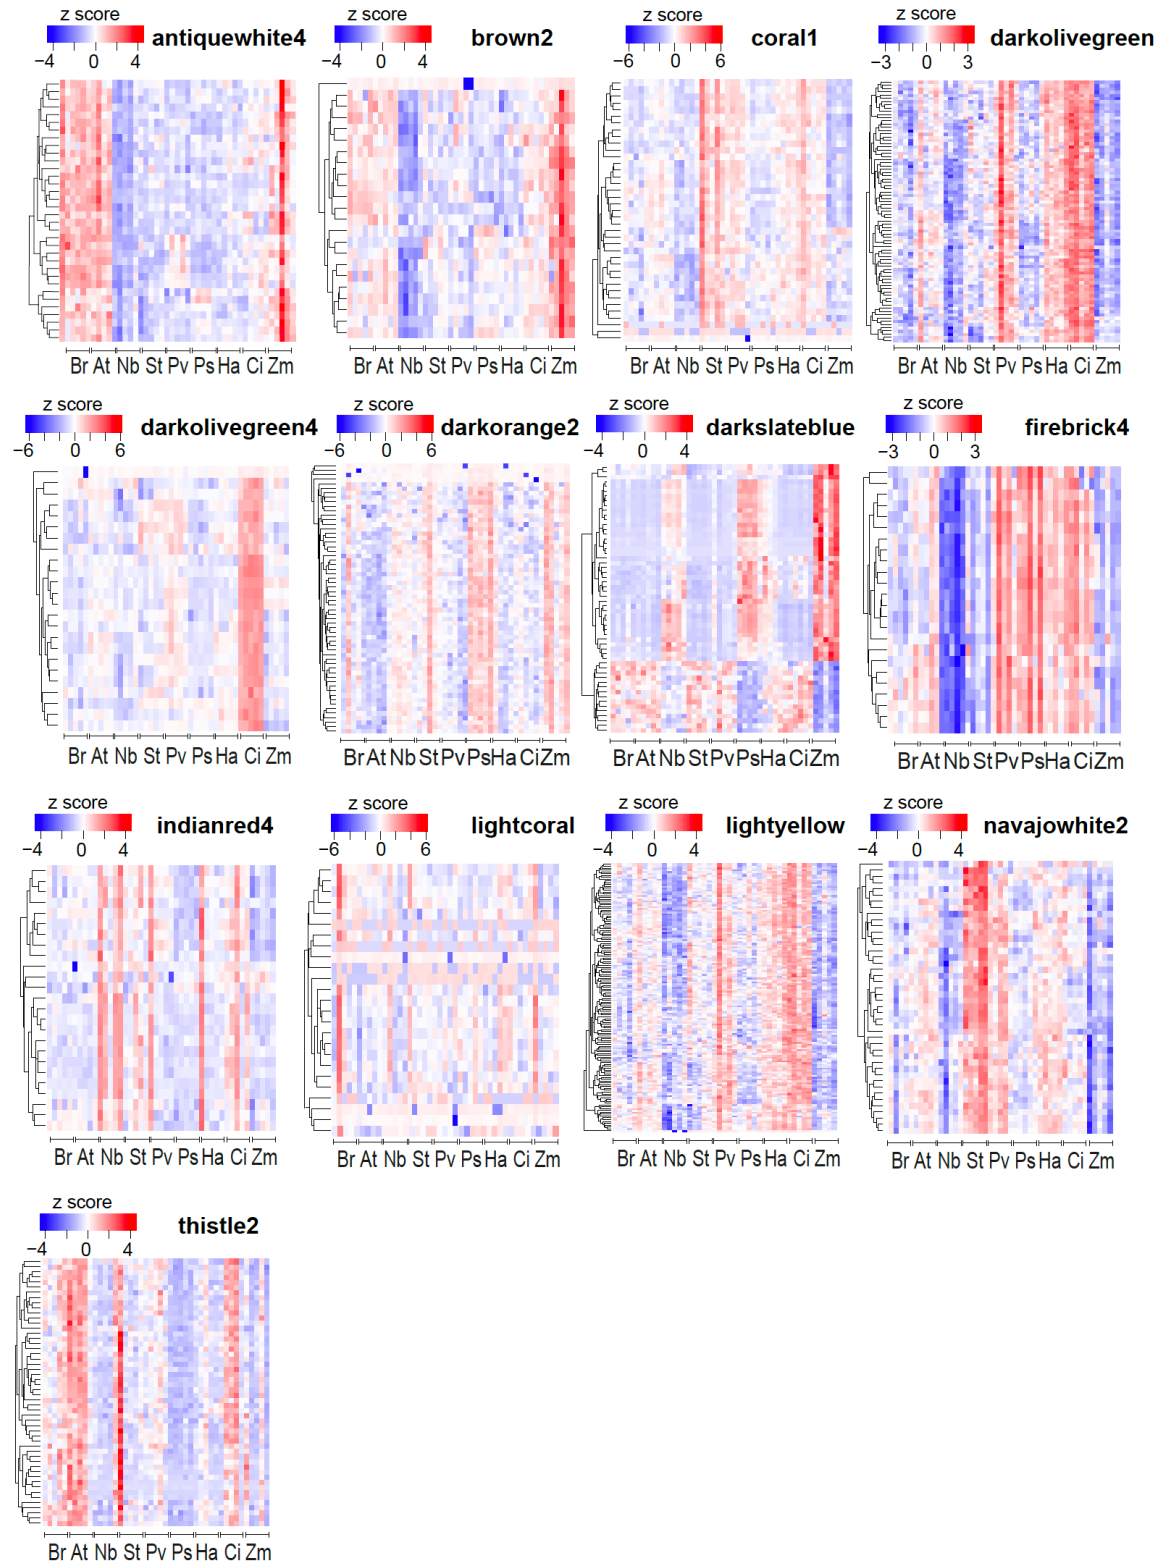 z score
antiquewhite4
−4 0 4
Br At Nb St Pv Ps Ha Ci Zm
z score
brown2
−4 0 4
Br At Nb St Pv Ps Ha Ci Zm
z score
coral1
−6 0 6
Br At Nb St Pv Ps Ha Ci Zm
z score
darkolivegreen
−3 0 3
Br At Nb St Pv Ps Ha Ci Zm
z score
darkolivegreen4
−6 0 6
Br At Nb St Pv Ps Ha Ci Zm
z score
darkorange2
−6 0 6
Br At Nb St Pv Ps Ha Ci Zm
z score
darkslateblue
−4 0 4
Br At Nb St Pv Ps Ha Ci Zm
z score
firebrick4
−3 0 3
Br At Nb St Pv Ps Ha Ci Zm
z score
indianred4
−4 0 4
Br At Nb St Pv Ps Ha Ci Zm
z score
lightcoral
−6 0 6
Br At Nb St Pv Ps Ha Ci Zm
z score
lightyellow
−4 0 4
Br At Nb St Pv Ps Ha Ci Zm
z score
navajowhite2
−4 0 4
Br At Nb St Pv Ps Ha Ci Zm
z score
thistle2
−4 0 4
Br At Nb St Pv Ps Ha Ci Zm